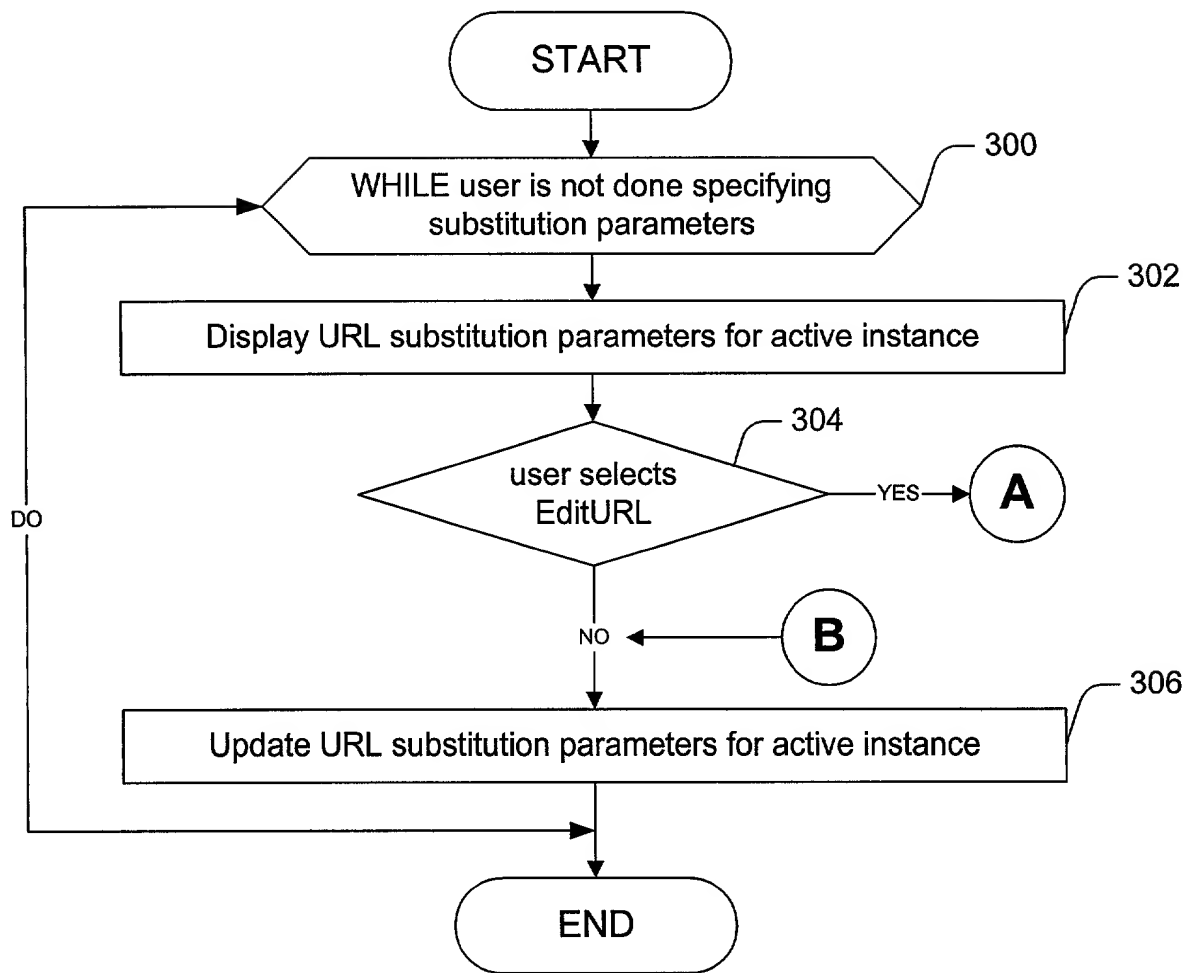 START
300
WHILE user is not done specifying
substitution parameters
302
Display URL substitution parameters for active instance
304
user selects
EditURL
YES
A
DO
NO
B
306
Update URL substitution parameters for active instance
END